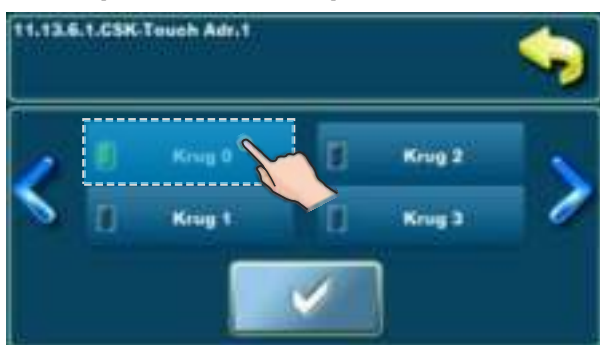 11.13.6.1.CSK-Touch Adr.1
Krug 0
Krug 2
Krug 1
Krug 3